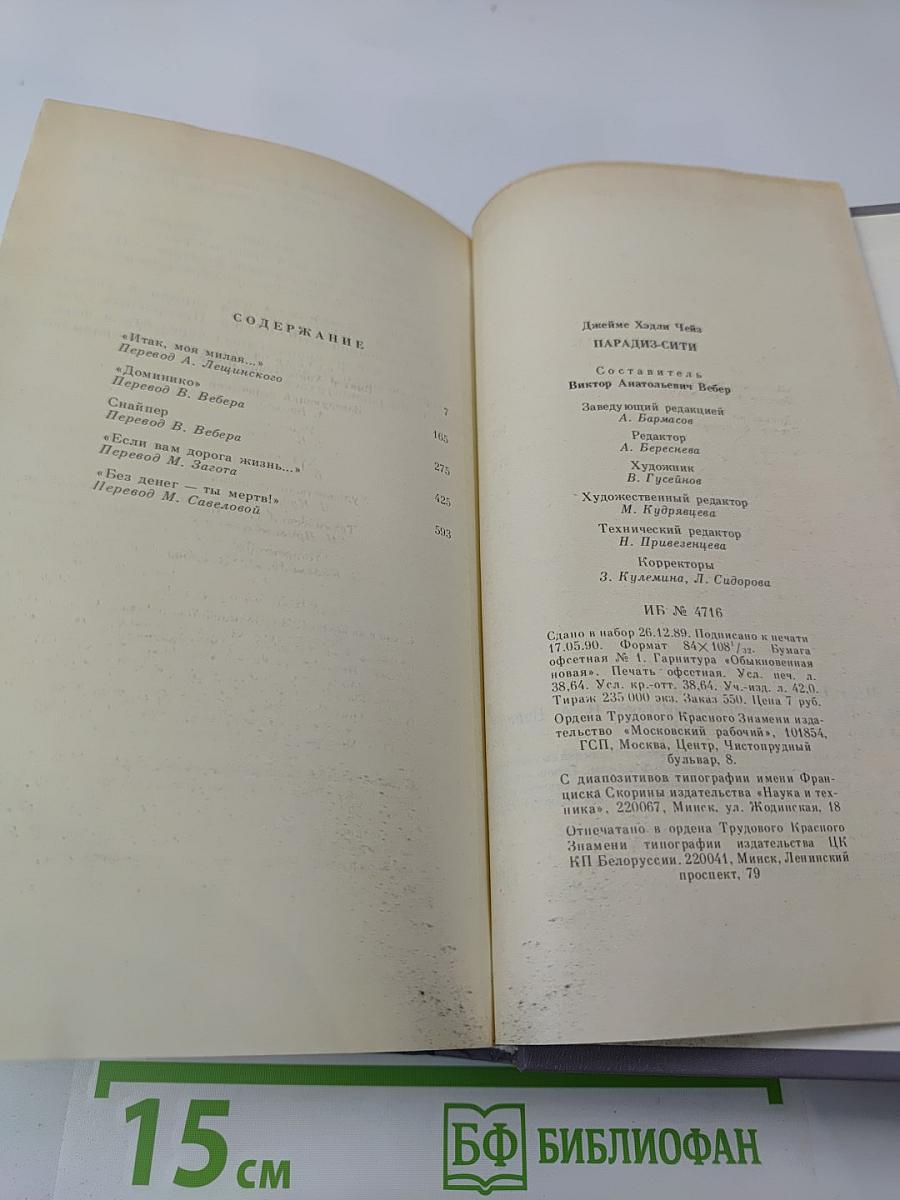 СОДЕРЖАНИЕ
«Итак, моя милая...»
Перевод А. Лещинского 7
«Доминико»
Перевод В. Вебера 165
Снайпер
Перевод В. Вебера 275
«Если вам дорога жизнь...»
Перевод М. Загота 425
«Без денег — ты мертв!»
Перевод М. Савеловой 593
Джеймс Хэдли Чейз
ПАРАДИЗ-СИТИ
Составитель
Виктор Анатольевич Вебер
Заведующий редакцией
А. Бармасов
Редактор
А. Береснева
Художник
В. Гусейнов
Художественный редактор
М. Кудрявцева
Технический редактор
Н. Привезенцева
Корректоры
З. Кулемина, Л. Сидорова
ИБ № 4716
Сдано в набор 26.12.89. Подписано к печати
17.05.90. Формат 84×108¹/₃₂. Бумага
офсетная № 1. Гарнитура «Обыкновенная
новая». Печать офсетная. Усл. печ. л.
38,64. Усл. кр.-отт. 38,64. Уч.-изд. л. 42,0.
Тираж 235 000 экз. Заказ 550. Цена 7 руб.
Ордена Трудового Красного Знамени изда-
тельство «Московский рабочий», 101854,
ГСП, Москва, Центр, Чистопрудный
бульвар, 8.
С диапозитивов типографии имени Фран-
циска Скорины издательства «Наука и тех-
ника», 220067, Минск, ул. Жодинская, 18
Отпечатано в ордена Трудового Красного
Знамени типографии издательства ЦК
КП Белоруссии. 220041, Минск, Ленинский
проспект, 79
15 см
БФ БИБЛИОФАН